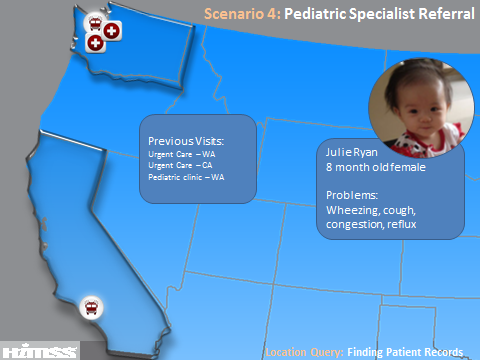 Scenario 4: Pediatric Specialist Referral
Previous Visits:
Urgent Care – WA
Urgent Care – CA
Pediatric clinic – WA
Julie Ryan
8 month old female
Problems:
Wheezing, cough,
congestion, reflux
HIMSS
Location Query: Finding Patient Records